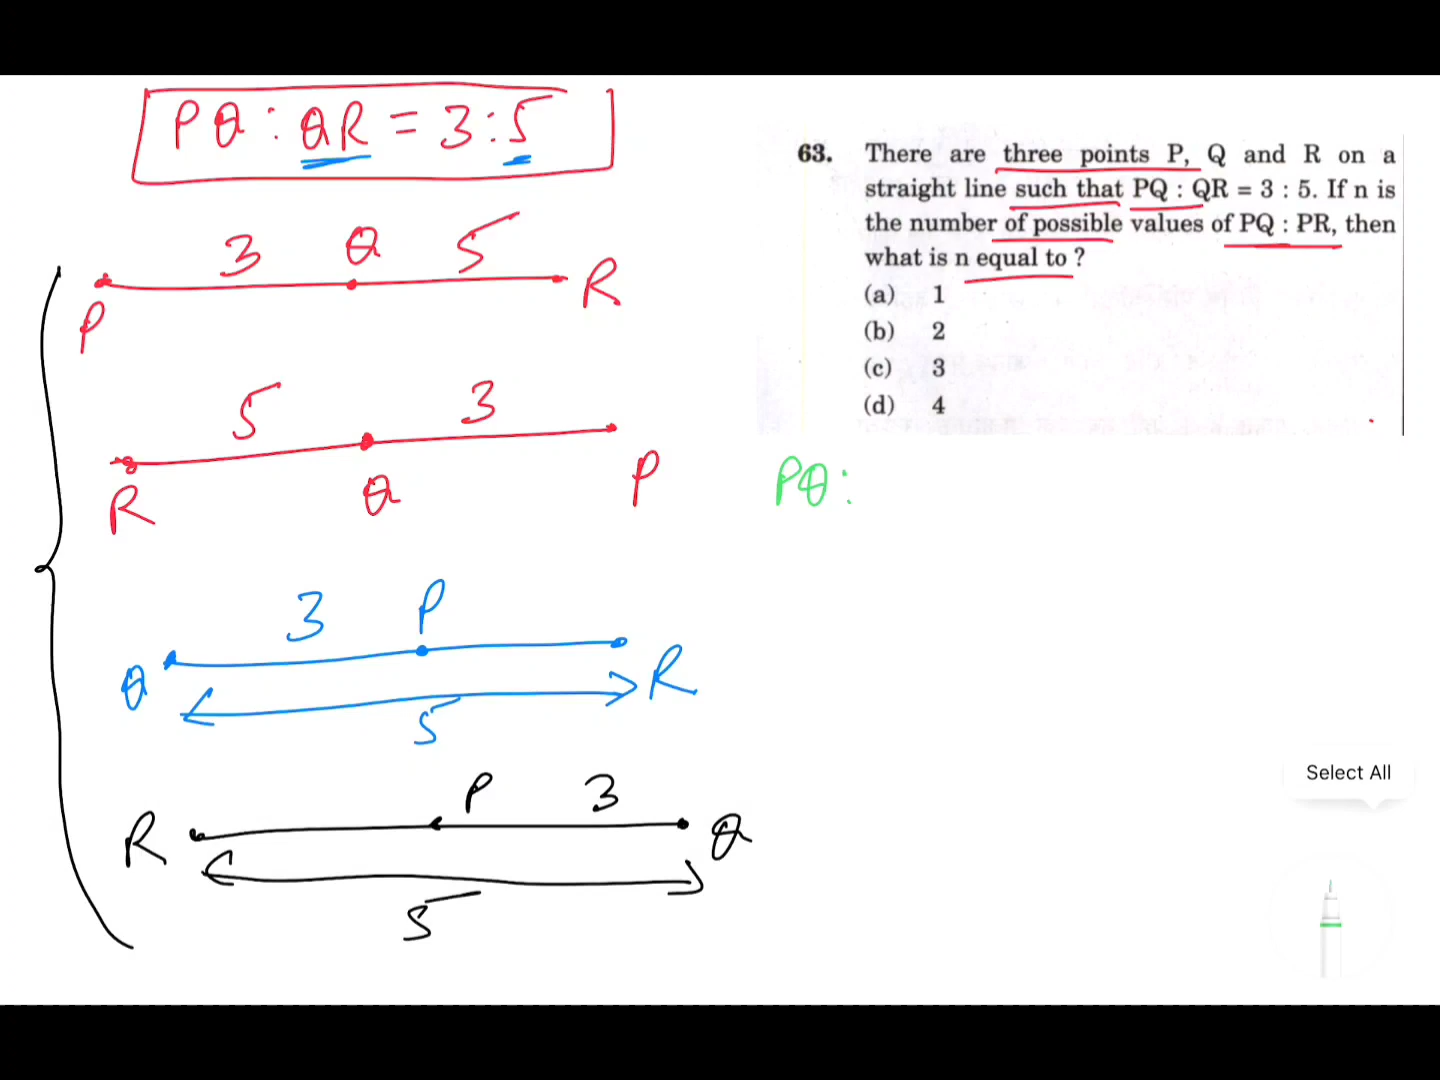 PQ : QR = 3 : 5
3 Q 5
P R
5 3
R Q P
3 P
Q R
5
P 3
R Q
5
63. There are three points P, Q and R on a
straight line such that PQ : QR = 3 : 5. If n is
the number of possible values of PQ : PR, then
what is n equal to ?
(a) 1
(b) 2
(c) 3
(d) 4
PQ :
Select All